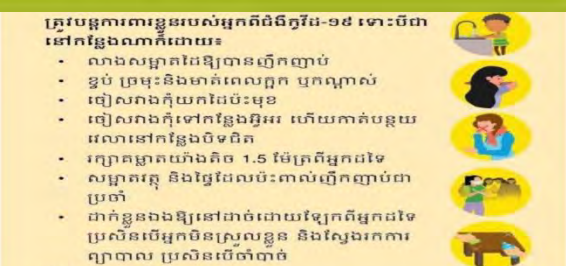 ត្រូវបន្តការពារខ្លួនរបស់អ្នកពីជំងឺកូវីដ-១៩ ទោះបីជា
នៅកន្លែងណាក៏ដោយ៖
• លាងសម្អាតដៃឱ្យបានញឹកញាប់
• ខ្ទប់ ច្រមុះនិងមាត់ពេលក្អក ឬកណ្តាស់
• ចៀសវាងកុំយកដៃប៉ះមុខ
• ចៀសវាងកុំទៅកន្លែងអ៊ូអរ ហើយកាត់បន្ថយ
វេលានៅកន្លែងបិទជិត
• រក្សាគម្លាតយ៉ាងតិច 1.5 ម៉ែត្រពីអ្នកដទៃ
• សម្អាតវត្ថុ និងផ្ទៃដែលប៉ះពាល់ញឹកញាប់ជា
ប្រចាំ
• ដាក់ខ្លួនឯងឱ្យនៅដាច់ដោយឡែកពីអ្នកដទៃ
ប្រសិនបើអ្នកមិនស្រួលខ្លួន និងស្វែងរកការ
ព្យាបាល ប្រសិនបើចាំបាច់